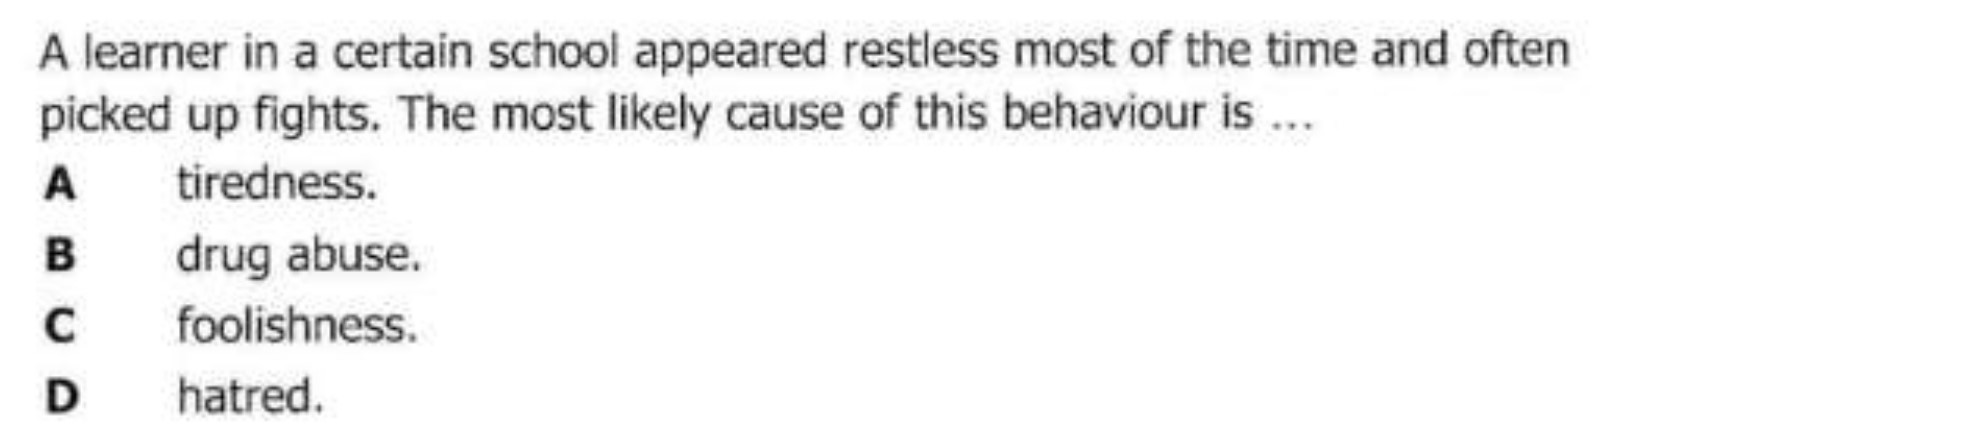 A learner in a certain school appeared restless most of the time and often
picked up fights. The most likely cause of this behaviour is ...
A tiredness.
B drug abuse.
C foolishness.
D hatred.